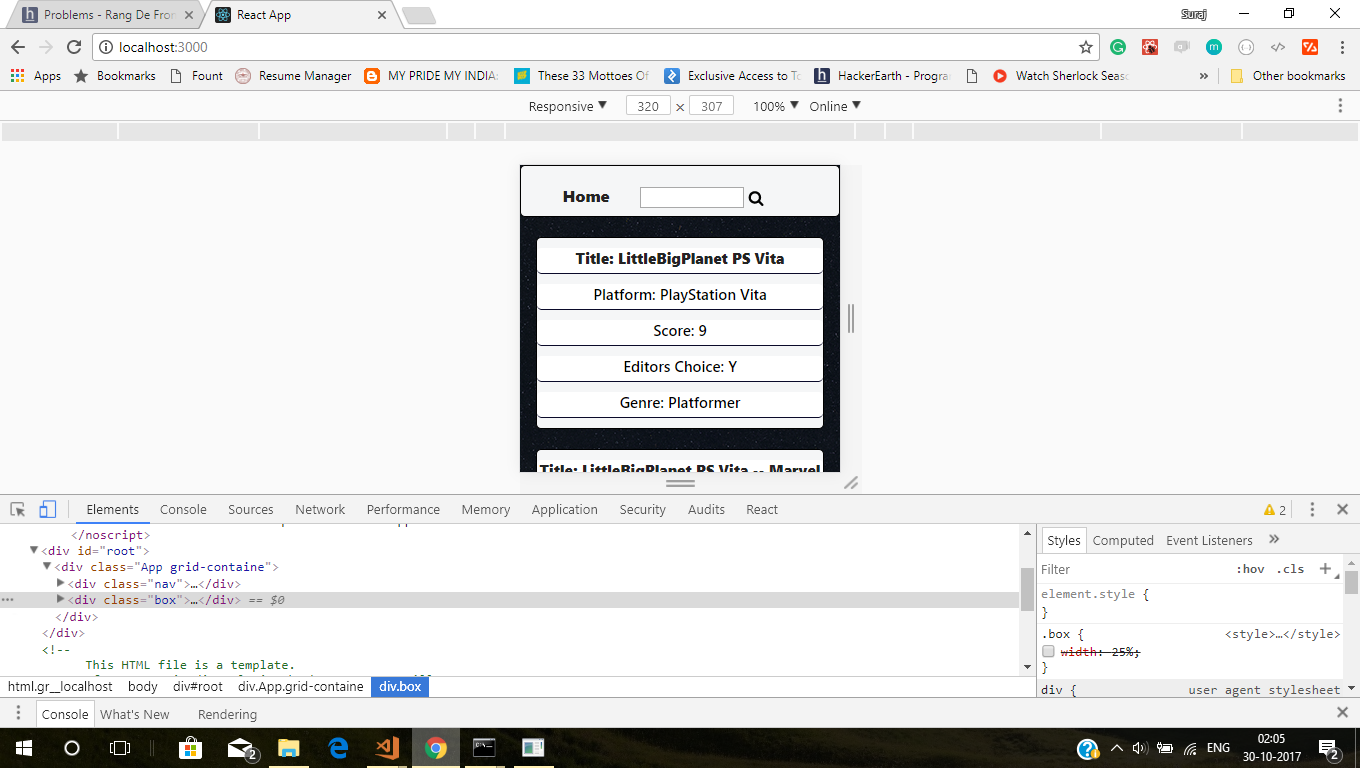 Problems - Rang De Fron
React App
Suraj
localhost:3000
Apps Bookmarks Fount Resume Manager MY PRIDE MY INDIA: These 33 Mottoes Of Exclusive Access to To HackerEarth - Progra Watch Sherlock Seas » Other bookmarks
Responsive ▼ 320 × 307 100% ▼ Online ▼
Home
Title: LittleBigPlanet PS Vita
Platform: PlayStation Vita
Score: 9
Editors Choice: Y
Genre: Platformer
Title: LittleBigPlanet PS Vita -- Marvel
Elements Console Sources Network Performance Memory Application Security Audits React 2
</noscript>
<div id="root">
<div class="App grid-containe">
<div class="nav">…</div>
<div class="box">…</div> == $0
</div>
</div>
<!--
This HTML file is a template.
html.gr__localhost body div#root div.App.grid-containe div.box
Styles Computed Event Listeners »
Filter :hov .cls +
element.style {
}
.box { <style>…</style>
width: 25%;
}
div { user agent stylesheet
Console What's New Rendering
2 ENG 02:05
30-10-2017 2